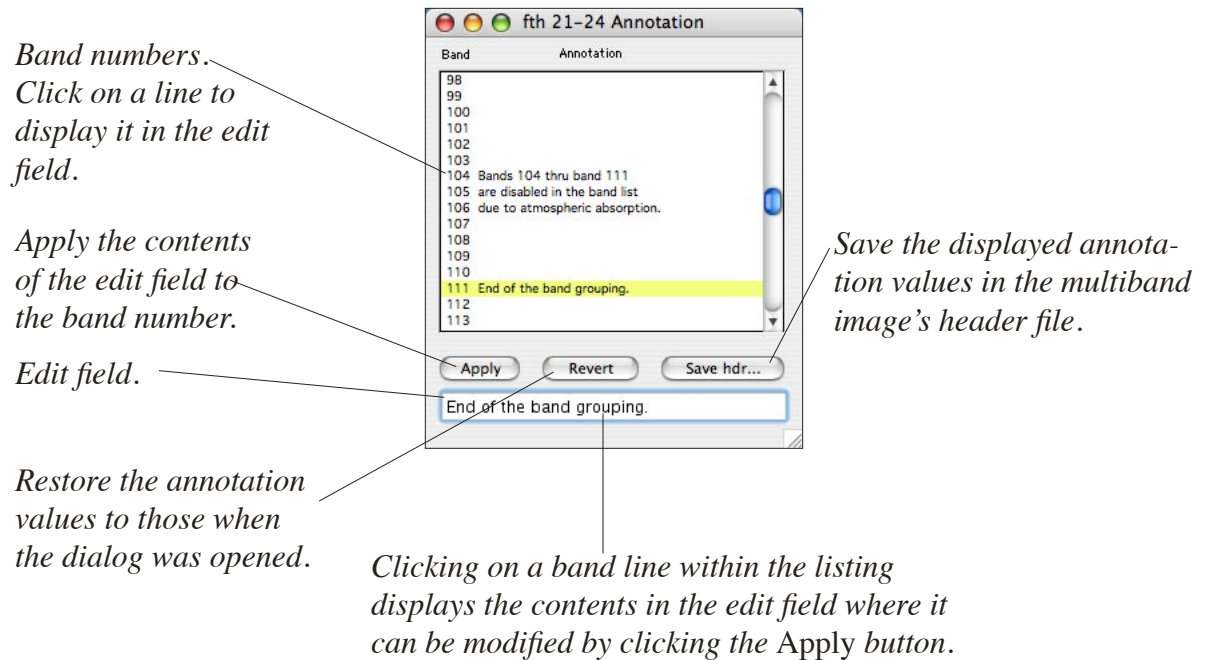 fth 21-24 Annotation
Band Annotation
98
99
100
101
102
103
104 Bands 104 thru band 111
105 are disabled in the band list
106 due to atmospheric absorption.
107
108
109
110
111 End of the band grouping.
112
113
Apply Revert Save hdr...
End of the band grouping.
Band numbers.
Click on a line to
display it in the edit
field.
Apply the contents
of the edit field to
the band number.
Edit field.
Restore the annotation
values to those when
the dialog was opened.
Save the displayed annota-
tion values in the multiband
image's header file.
Clicking on a band line within the listing
displays the contents in the edit field where it
can be modified by clicking the Apply button.